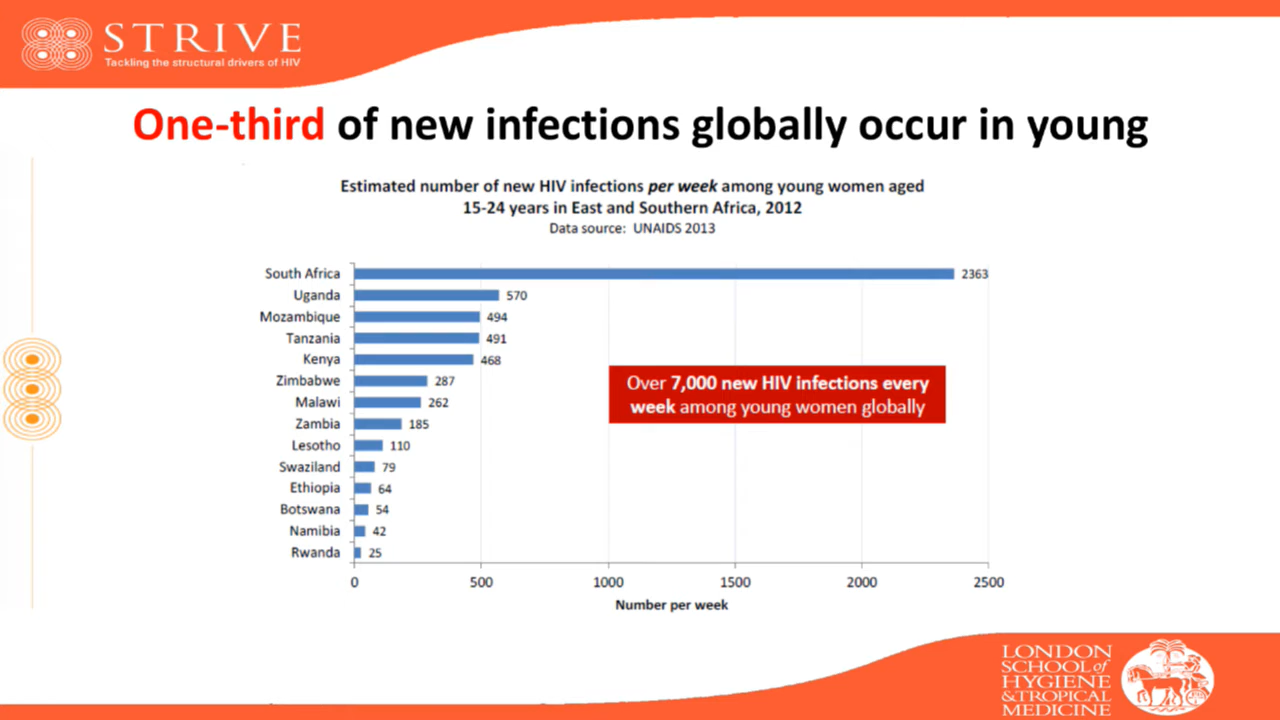 STRIVE
Tackling the structural drivers of HIV
One-third of new infections globally occur in young
Estimated number of new HIV infections per week among young women aged
15-24 years in East and Southern Africa, 2012
Data source: UNAIDS 2013
South Africa 2363
Uganda 570
Mozambique 494
Tanzania 491
Kenya 468
Zimbabwe 287
Malawi 262
Zambia 185
Lesotho 110
Swaziland 79
Ethiopia 64
Botswana 54
Namibia 42
Rwanda 25
Over 7,000 new HIV infections every
week among young women globally
0 500 1000 1500 2000 2500
Number per week
LONDON
SCHOOL of
HYGIENE
&TROPICAL
MEDICINE